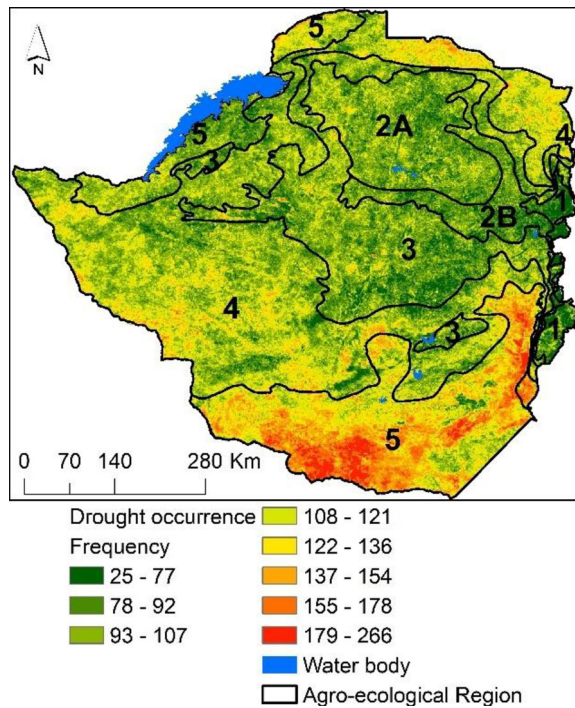 5
N
2A
5
3
4
1
2B
3
4
3
1
5
0 70 140 280 Km
Drought occurrence
Frequency
25 - 77
78 - 92
93 - 107
108 - 121
122 - 136
137 - 154
155 - 178
179 - 266
Water body
Agro-ecological Region